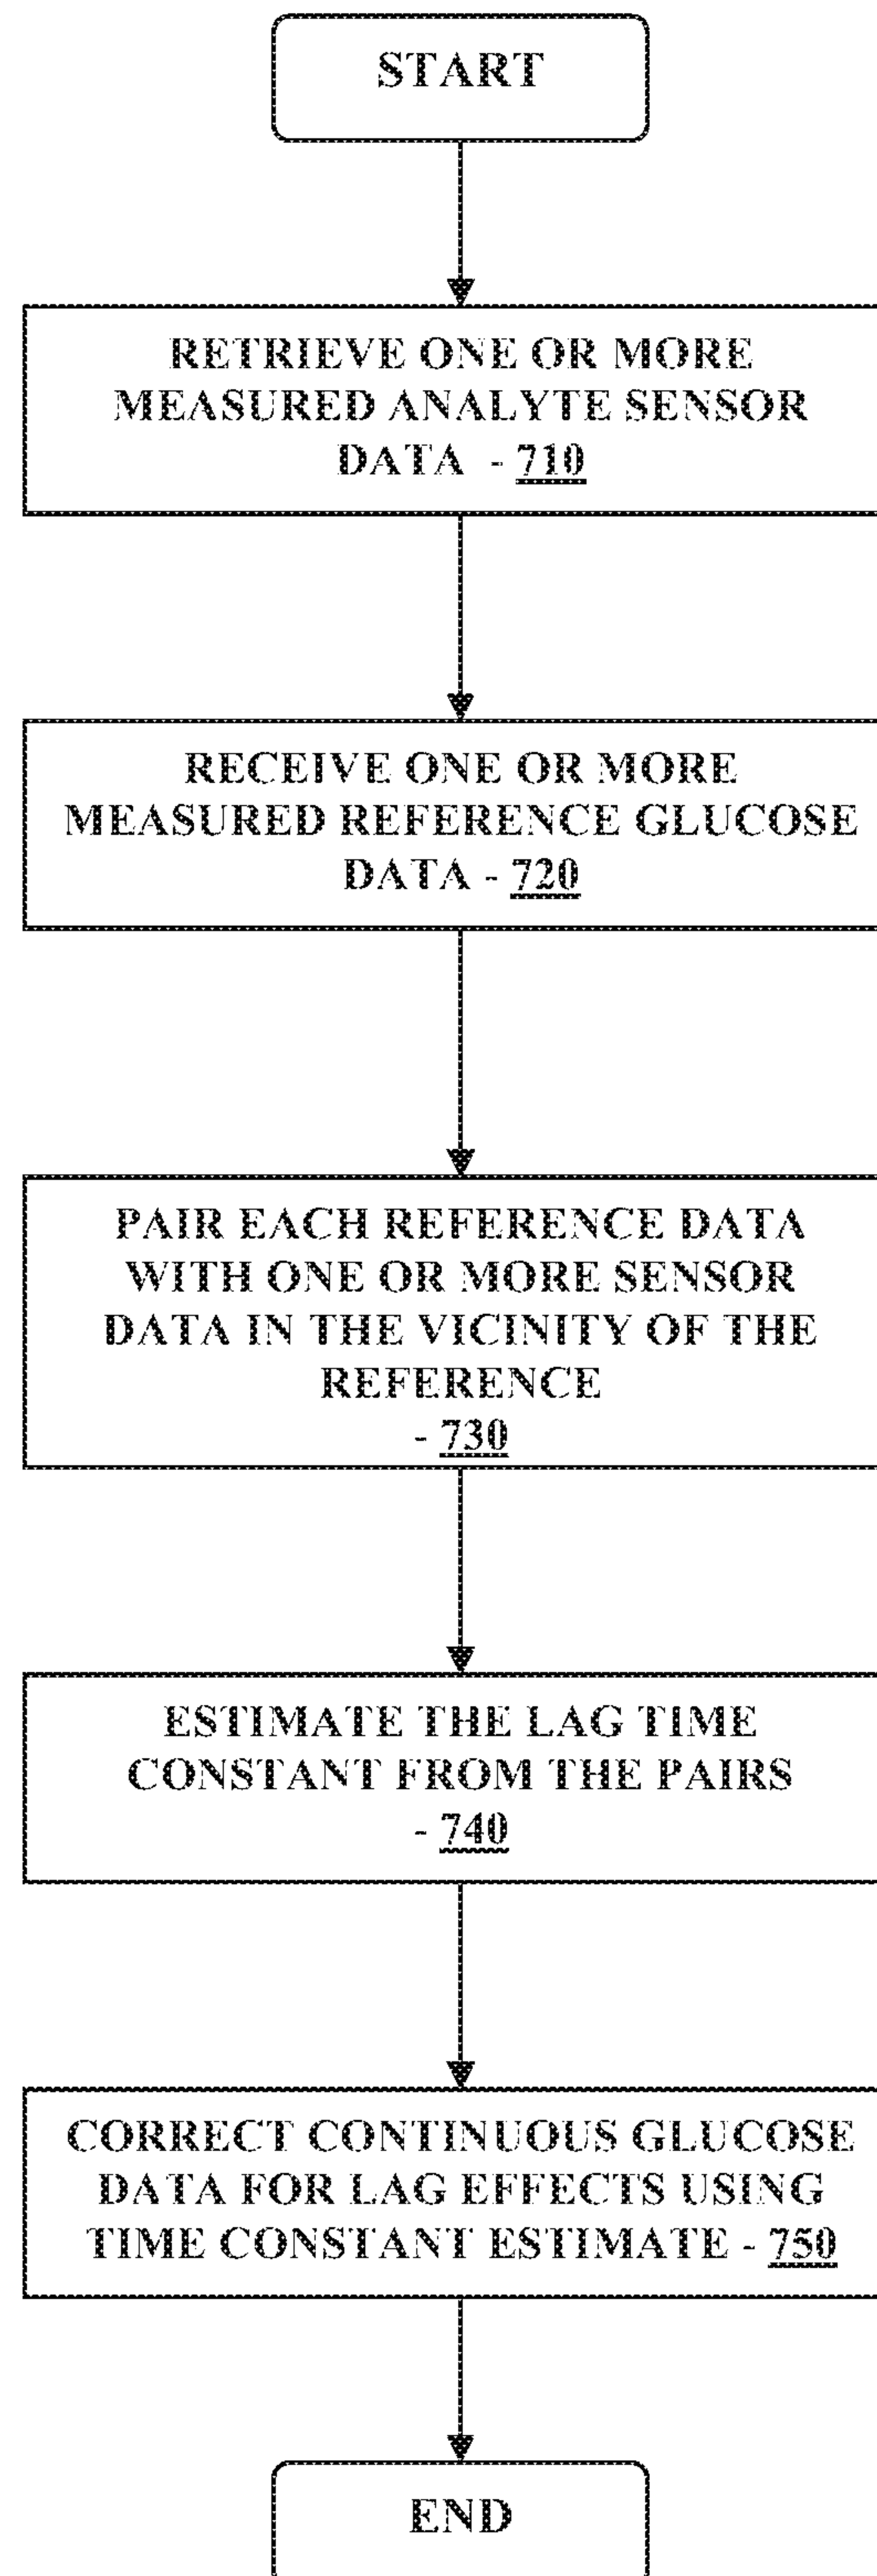 START
RETRIEVE ONE OR MORE
MEASURED ANALYTE SENSOR
DATA - 710
RECEIVE ONE OR MORE
MEASURED REFERENCE GLUCOSE
DATA - 720
PAIR EACH REFERENCE DATA
WITH ONE OR MORE SENSOR
DATA IN THE VICINITY OF THE
REFERENCE
- 730
ESTIMATE THE LAG TIME
CONSTANT FROM THE PAIRS
- 740
CORRECT CONTINUOUS GLUCOSE
DATA FOR LAG EFFECTS USING
TIME CONSTANT ESTIMATE - 750
END